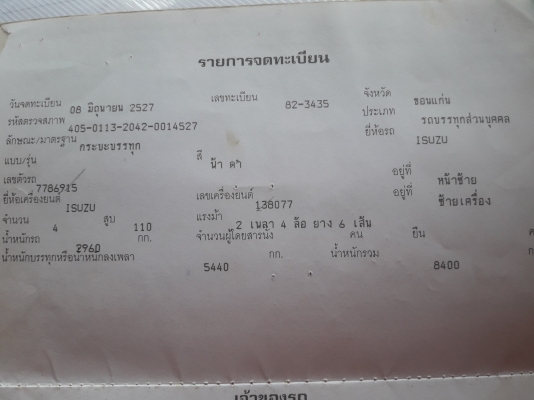 รายการจดทะเบียน
วันจดทะเบียน 08 มิถุนายน 2527 เลขทะเบียน 82-3435 จังหวัด ขอนแก่น
รหัสตรวจสภาพ 405-0113-2042-0014527 ประเภท รถบรรทุกส่วนบุคคล
ลักษณะ/มาตรฐาน กระบะบรรทุก ยี่ห้อรถ ISUZU
แบบ/รุ่น สี น้ำ
เลขตัวรถ 7786915 อยู่ที่ หน้าซ้าย
ยี่ห้อเครื่องยนต์ ISUZU เลขเครื่องยนต์ 138077 อยู่ที่ ซ้ายเครื่อง
จำนวน 4 สูบ 110 แรงม้า 2 เพลา 4 ล้อ ยาง 6 เส้น
น้ำหนักรถ 2960 กก. จำนวนผู้โดยสารนั่ง คน ยืน
น้ำหนักบรรทุกหรือน้ำหนักลงเพลา 5440 กก. น้ำหนักรวม 8400
เจ้าของรถ